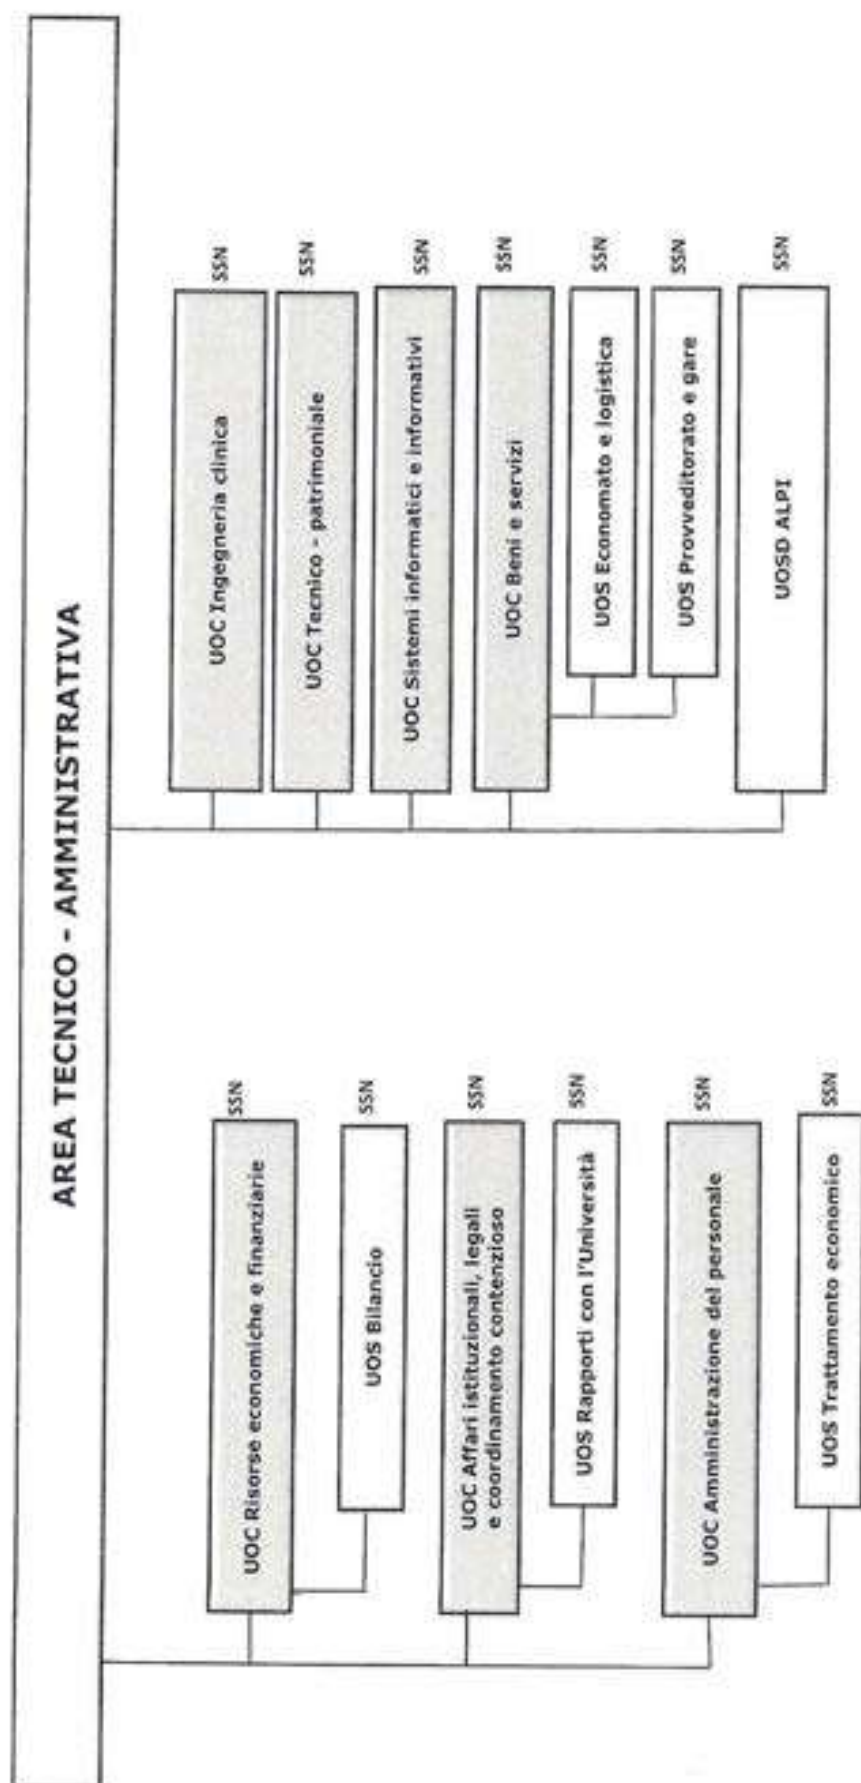 AREA TECNICO - AMMINISTRATIVA
UOC Risorse economiche e finanziarie
SSN
UOS Bilancio
SSN
UOC Affari istituzionali, legali
e coordinamento contenzioso
SSN
UOS Rapporti con l'Università
SSN
UOC Amministrazione del personale
SSN
UOS Trattamento economico
SSN
UOC Ingegneria clinica
SSN
UOC Tecnico - patrimoniale
SSN
UOC Sistemi informatici e informativi
SSN
UOC Beni e servizi
SSN
UOS Economato e logistica
SSN
UOS Provveditorato e gare
SSN
UOSD ALPI
SSN